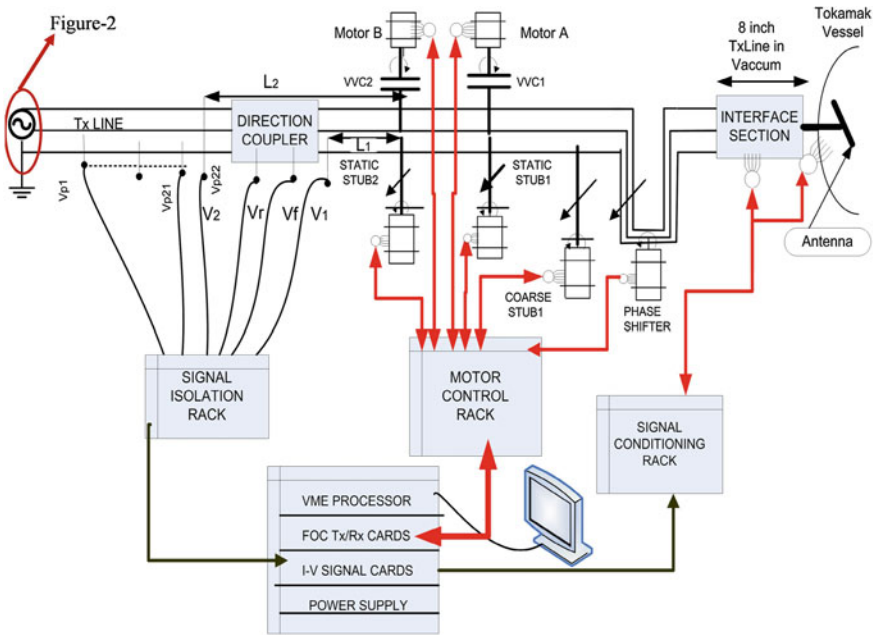 Figure-2
Motor B
Motor A
8 inch
TxLine in
Vaccum
Tokamak
Vessel
VVC2
VVC1
L2
Tx LINE
DIRECTION
COUPLER
INTERFACE
SECTION
L1
STATIC
STUB2
STATIC
STUB1
Vp1
Vp21
Vp22
V2
Vr
Vf
V1
Antenna
COARSE
STUB1
PHASE
SHIFTER
SIGNAL
ISOLATION
RACK
MOTOR
CONTROL
RACK
SIGNAL
CONDITIONING
RACK
VME PROCESSOR
FOC Tx/Rx CARDS
I-V SIGNAL CARDS
POWER SUPPLY